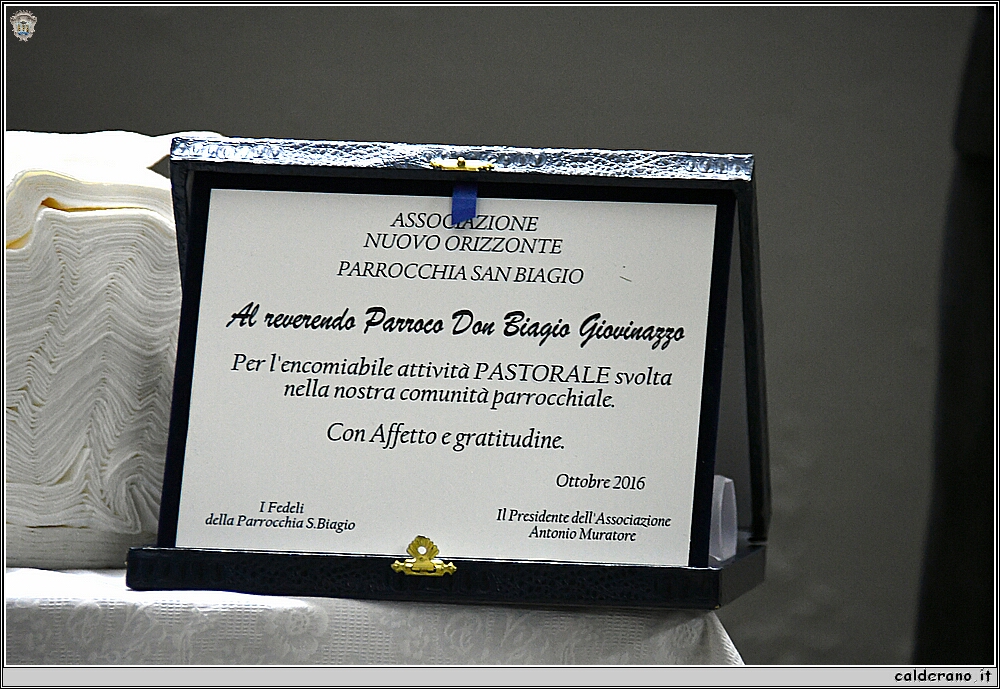 ASSOCIAZIONE
NUOVO ORIZZONTE
PARROCCHIA SAN BIAGIO
Al reverendo Parroco Don Biagio Giovinazzo
Per l'encomiabile attività PASTORALE svolta
nella nostra comunità parrocchiale.
Con Affetto e gratitudine.
Ottobre 2016
I Fedeli
della Parrocchia S.Biagio
Il Presidente dell'Associazione
Antonio Muratore
calderano it